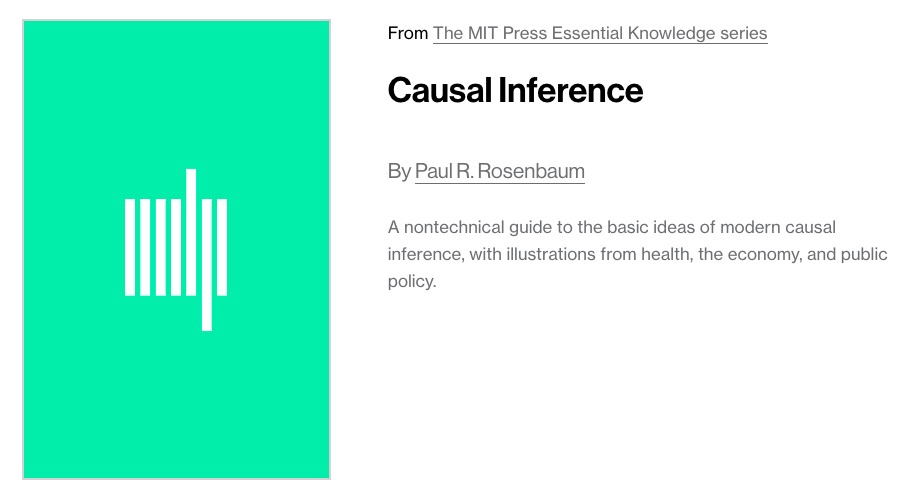 From The MIT Press Essential Knowledge series
Causal Inference
By Paul R. Rosenbaum
A nontechnical guide to the basic ideas of modern causal
inference, with illustrations from health, the economy, and public
policy.